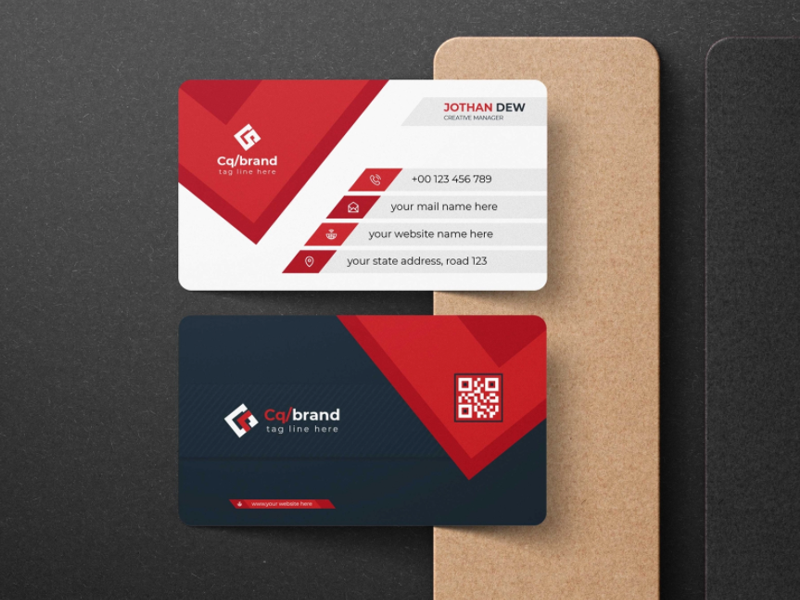 Cq/brand
tag line here
JOTHAN DEW
CREATIVE MANAGER
+00 123 456 789
your mail name here
your website name here
your state address, road 123
Cq/brand
tag line here
www.your website here